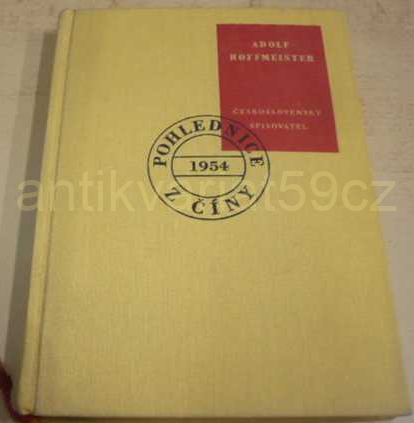 ADOLF
HOFFMEISTER
ČESKOSLOVENSKÝ
SPISOVATEL
POHLEDNICE
1954
Z ČÍNY
antikvariat59cz